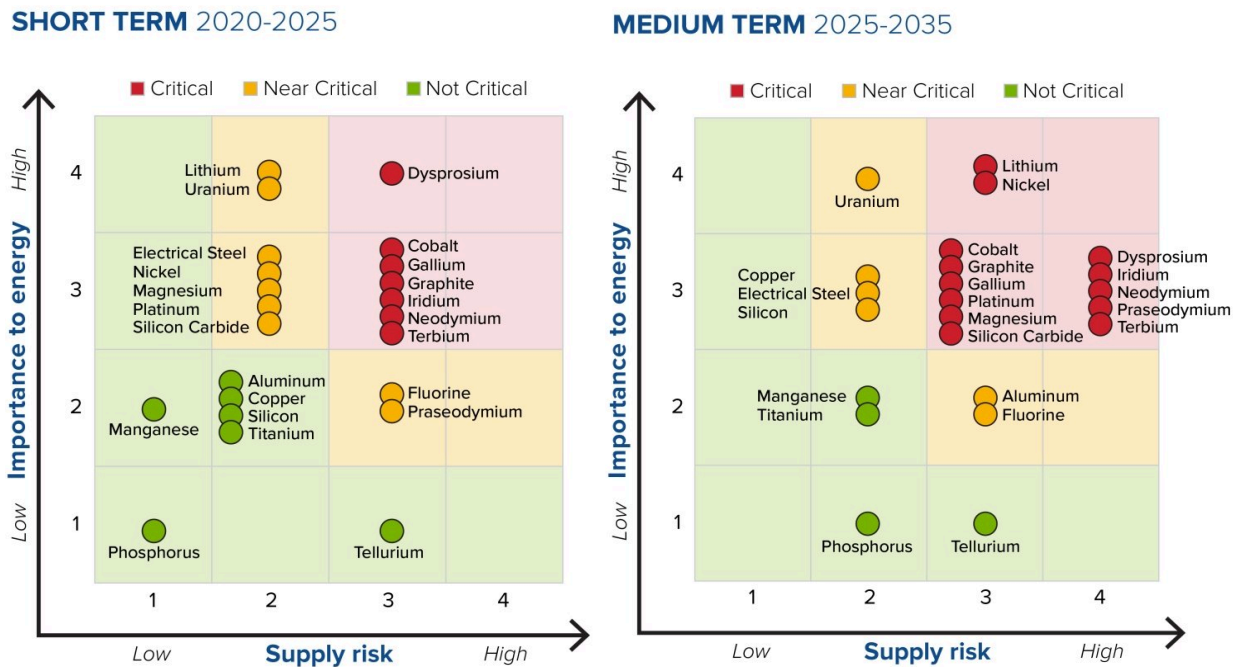 SHORT TERM 2020-2025
Critical Near Critical Not Critical
High
Importance to energy
Low
4
3
2
1
Lithium
Uranium
Dysprosium
Electrical Steel
Nickel
Magnesium
Platinum
Silicon Carbide
Cobalt
Gallium
Graphite
Iridium
Neodymium
Terbium
Manganese
Aluminum
Copper
Silicon
Titanium
Fluorine
Praseodymium
Phosphorus
Tellurium
1 2 3 4
Low Supply risk High
MEDIUM TERM 2025-2035
Critical Near Critical Not Critical
High
Importance to energy
Low
4
3
2
1
Uranium
Lithium
Nickel
Copper
Electrical Steel
Silicon
Cobalt
Graphite
Gallium
Platinum
Magnesium
Silicon Carbide
Dysprosium
Iridium
Neodymium
Praseodymium
Terbium
Manganese
Titanium
Aluminum
Fluorine
Phosphorus
Tellurium
1 2 3 4
Low Supply risk High